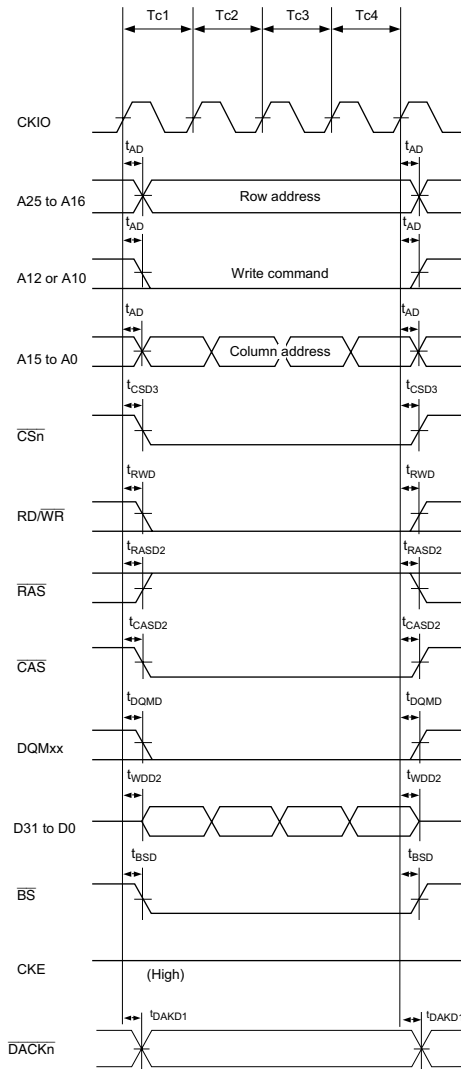 Tc1 Tc2 Tc3 Tc4
CKIO
tAD tAD
A25 to A16 Row address
tAD tAD
A12 or A10 Write command
tAD tAD
A15 to A0 Column address
tCSD3 tCSD3
CSn
tRWD tRWD
RD/WR
tRASD2 tRASD2
RAS
tCASD2 tCASD2
CAS
tDQMD tDQMD
DQMxx
tWDD2 tWDD2
D31 to D0
tBSD tBSD
BS
CKE (High)
tDAKD1 tDAKD1
DACKn